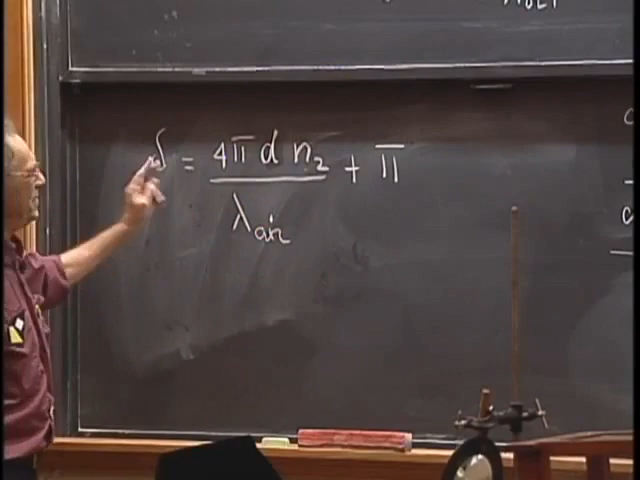 δ = 4π d n₂ / λair + π